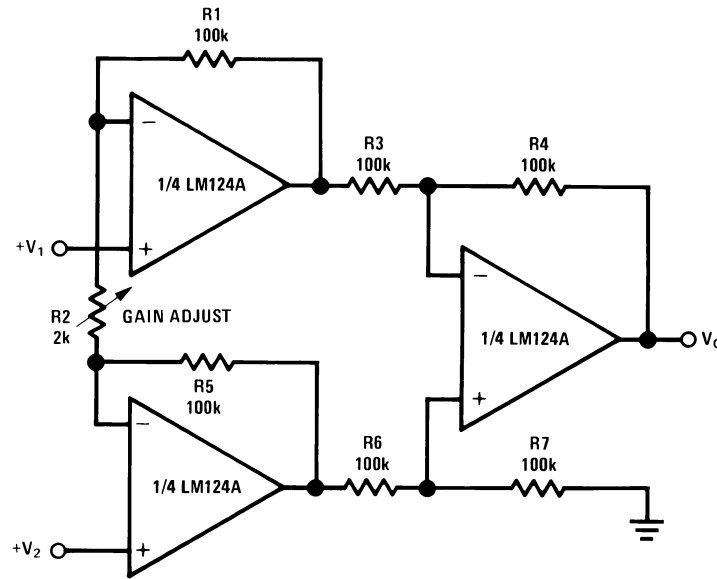 R1
100k
−
1/4 LM124A
+V1
+
R3
100k
R4
100k
R2
2k
GAIN ADJUST
−
1/4 LM124A
+
R5
100k
−
1/4 LM124A
+V2
+
R6
100k
R7
100k